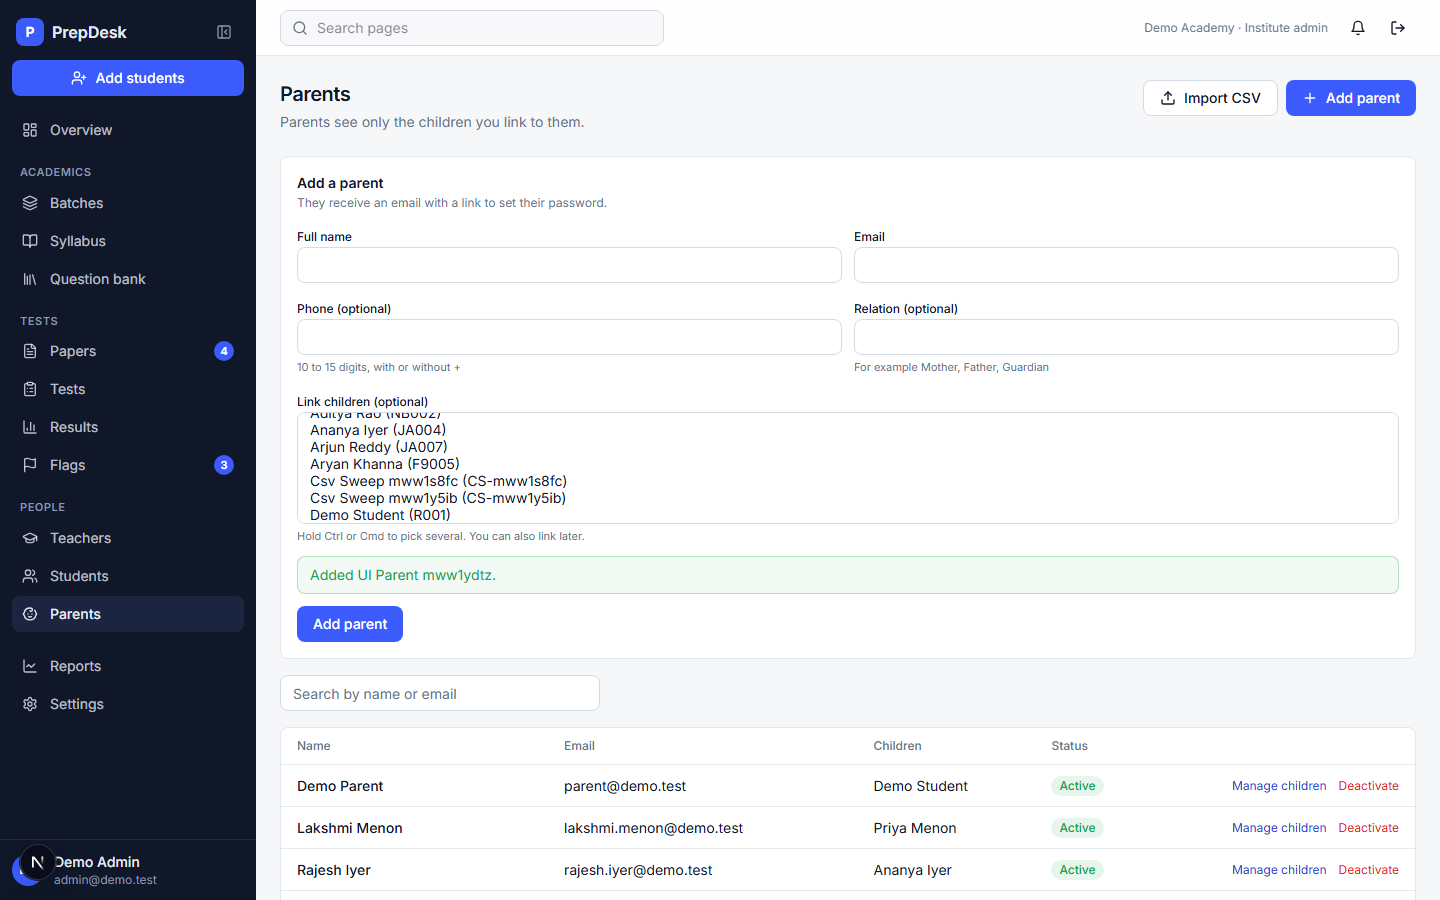 P PrepDesk
Add students
Overview
ACADEMICS
Batches
Syllabus
Question bank
TESTS
Papers 4
Tests
Results
Flags 3
PEOPLE
Teachers
Students
Parents
Reports
Settings
N
Demo Admin
admin@demo.test
Search pages
Demo Academy · Institute admin
Parents
Parents see only the children you link to them.
Import CSV
Add parent
Add a parent
They receive an email with a link to set their password.
Full name
Email
Phone (optional)
Relation (optional)
10 to 15 digits, with or without +
For example Mother, Father, Guardian
Link children (optional)
Aditya Rao (NB002)
Ananya Iyer (JA004)
Arjun Reddy (JA007)
Aryan Khanna (F9005)
Csv Sweep mww1s8fc (CS-mww1s8fc)
Csv Sweep mww1y5ib (CS-mww1y5ib)
Demo Student (R001)
Hold Ctrl or Cmd to pick several. You can also link later.
Added UI Parent mww1ydtz.
Add parent
Search by name or email
Name Email Children Status
Demo Parent parent@demo.test Demo Student Active Manage children Deactivate
Lakshmi Menon lakshmi.menon@demo.test Priya Menon Active Manage children Deactivate
Rajesh Iyer rajesh.iyer@demo.test Ananya Iyer Active Manage children Deactivate